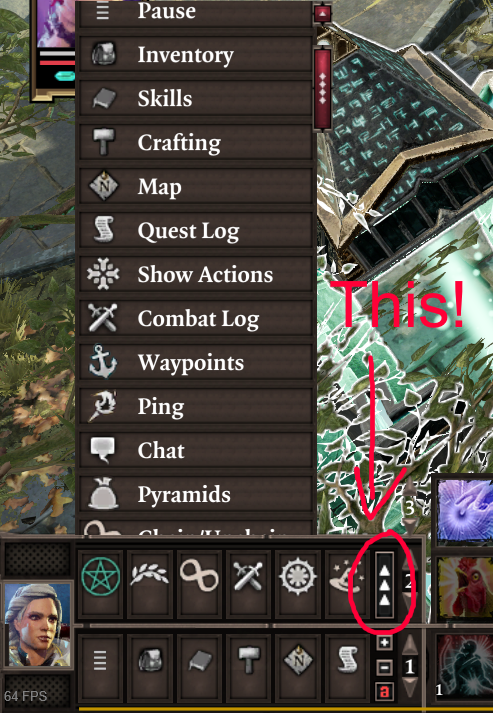 Pause
Inventory
Skills
Crafting
Map
N
Quest Log
Show Actions
This!
Combat Log
Waypoints
Ping
Chat
Pyramids
3
2
1
a
N
1
64 FPS